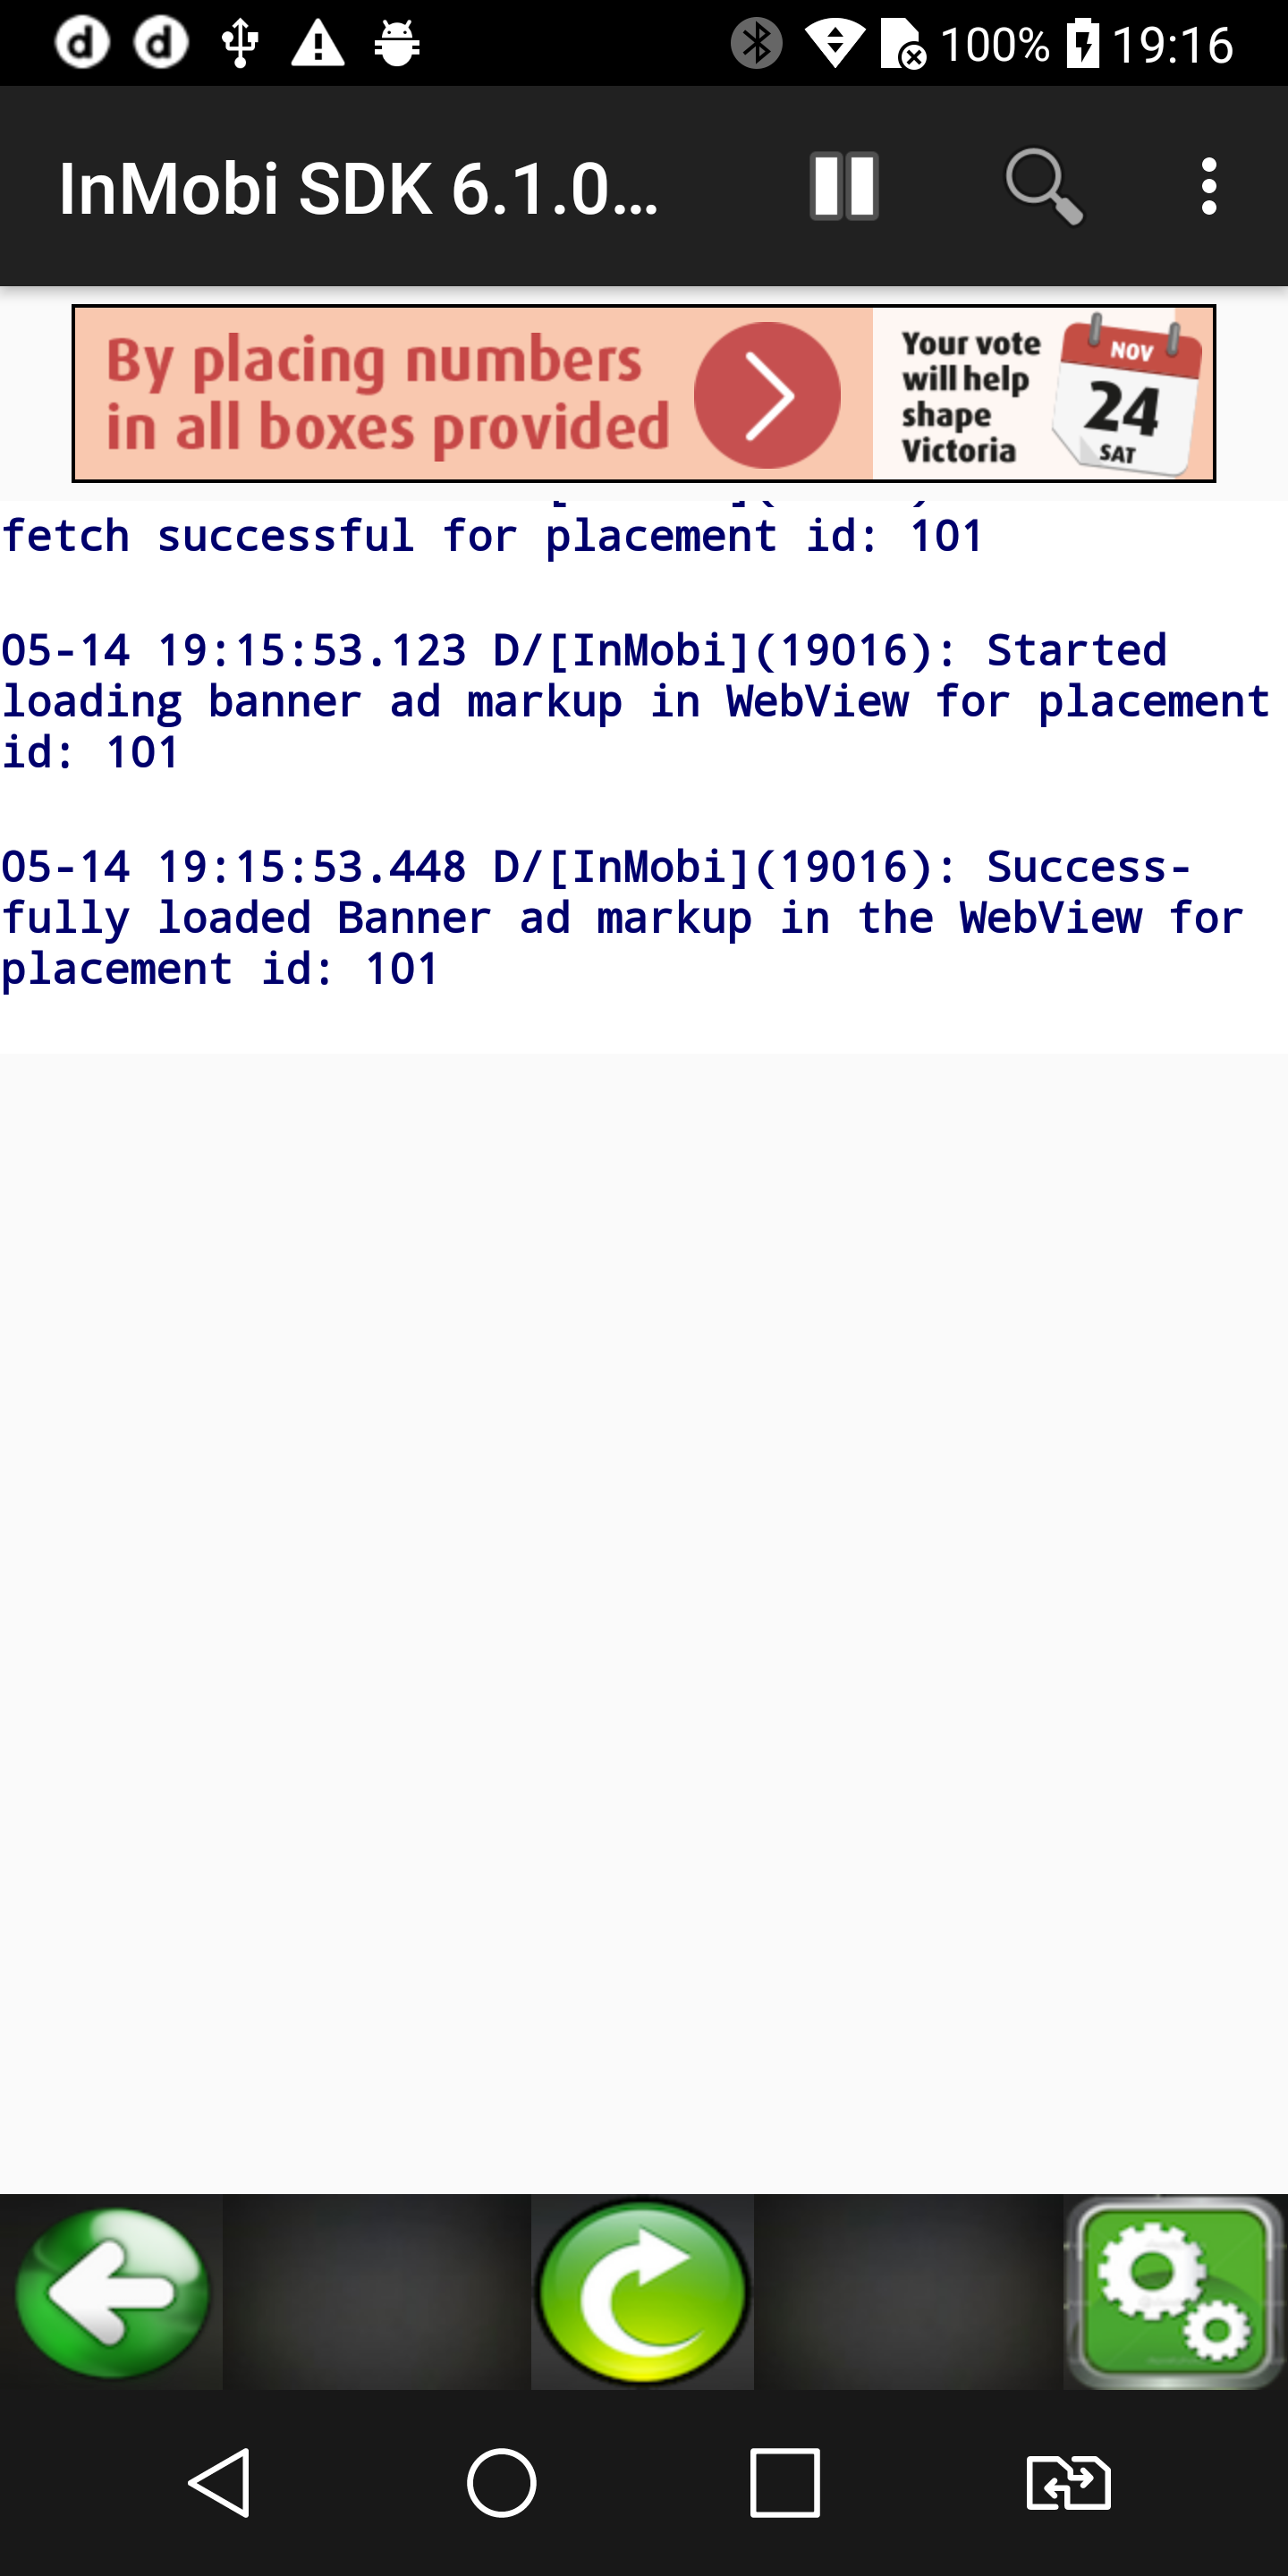 100% 19:16
InMobi SDK 6.1.0...
By placing numbers
in all boxes provided
Your vote
will help
shape
Victoria
NOV
24
SAT
fetch successful for placement id: 101
05-14 19:15:53.123 D/[InMobi](19016): Started
loading banner ad markup in WebView for placement
id: 101
05-14 19:15:53.448 D/[InMobi](19016): Success-
fully loaded Banner ad markup in the WebView for
placement id: 101